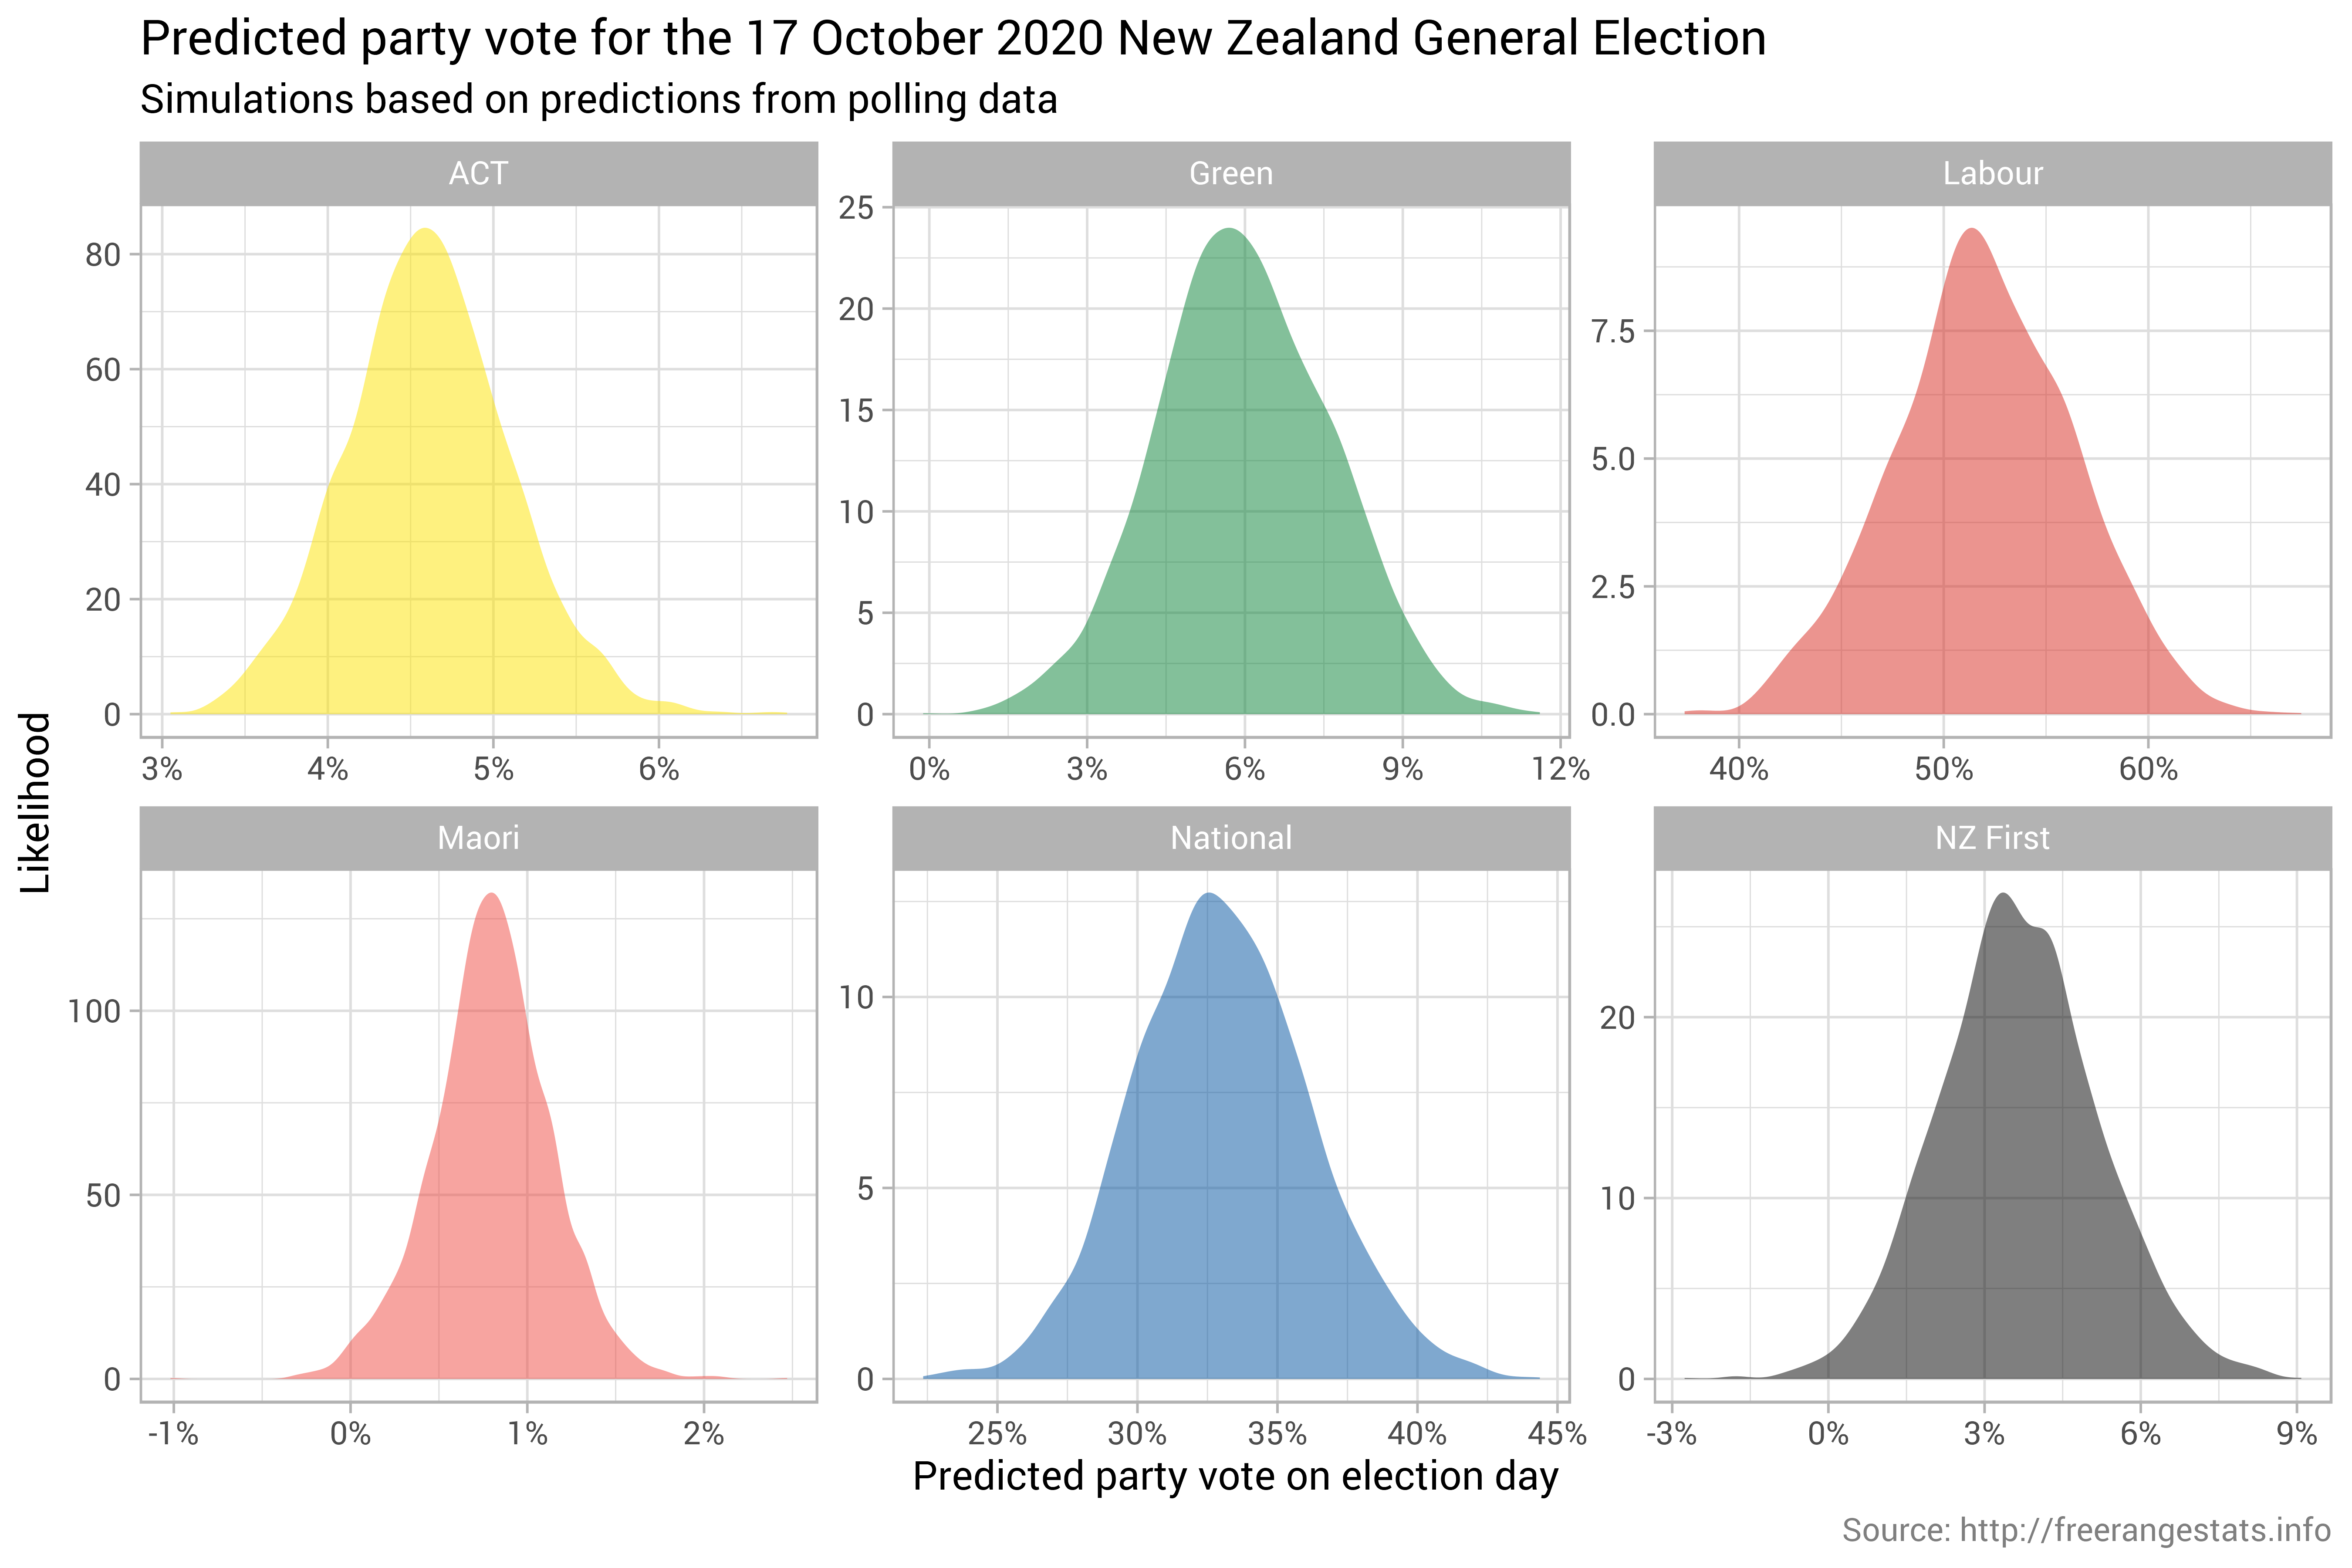 Predicted party vote for the 17 October 2020 New Zealand General Election
Simulations based on predictions from polling data
ACT
Green
Labour
80
60
40
20
0
3% 4% 5% 6%
25
20
15
10
5
0
0% 3% 6% 9% 12%
7.5
5.0
2.5
0.0
40% 50% 60%
Likelihood
Maori
National
NZ First
100
50
0
-1% 0% 1% 2%
10
5
0
25% 30% 35% 40% 45%
20
10
0
-3% 0% 3% 6% 9%
Predicted party vote on election day
Source: http://freerangestats.info